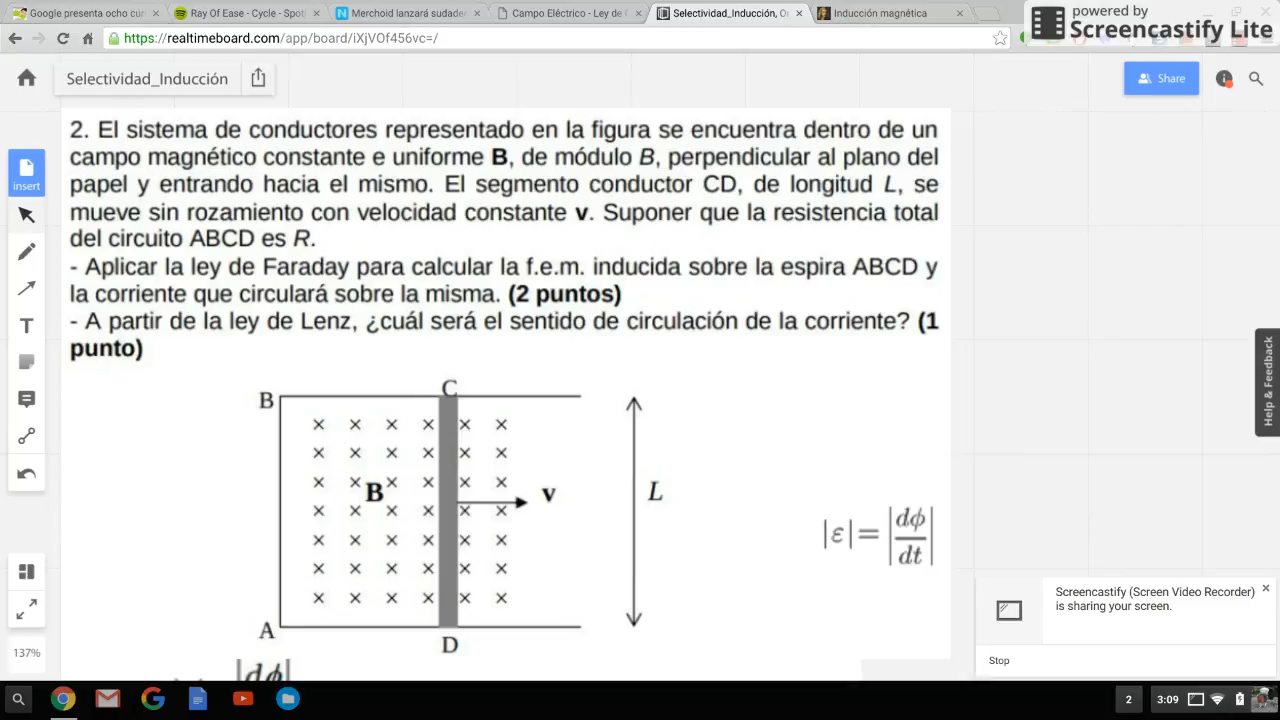 Google presenta ocho cur
Ray Of Ease - Cycle - Spoti
Merchoid lanzará sudade
Campo Eléctrico - Ley de
Selectividad_Inducción, O
Inducción magnética
powered by
Screencastify Lite
https://realtimeboard.com/app/board/iXjVOf456vc=/
Selectividad_Inducción
Share
insert
2. El sistema de conductores representado en la figura se encuentra dentro de un
campo magnético constante e uniforme B, de módulo B, perpendicular al plano del
papel y entrando hacia el mismo. El segmento conductor CD, de longitud L, se
mueve sin rozamiento con velocidad constante v. Suponer que la resistencia total
del circuito ABCD es R.
- Aplicar la ley de Faraday para calcular la f.e.m. inducida sobre la espira ABCD y
la corriente que circulará sobre la misma. (2 puntos)
- A partir de la ley de Lenz, ¿cuál será el sentido de circulación de la corriente? (1
punto)
B C
B v L
A D
|ε| = |dϕ/dt|
|dϕ|
T
Help & Feedback
Screencastify (Screen Video Recorder)
is sharing your screen.
Stop
137%
2 3:09